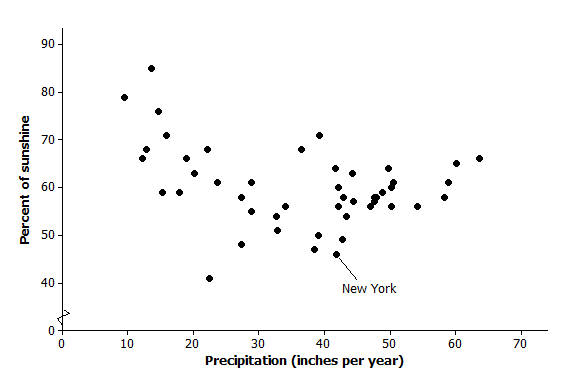 90
80
70
60
50
40
0
Percent of sunshine
New York
0 10 20 30 40 50 60 70
Precipitation (inches per year)